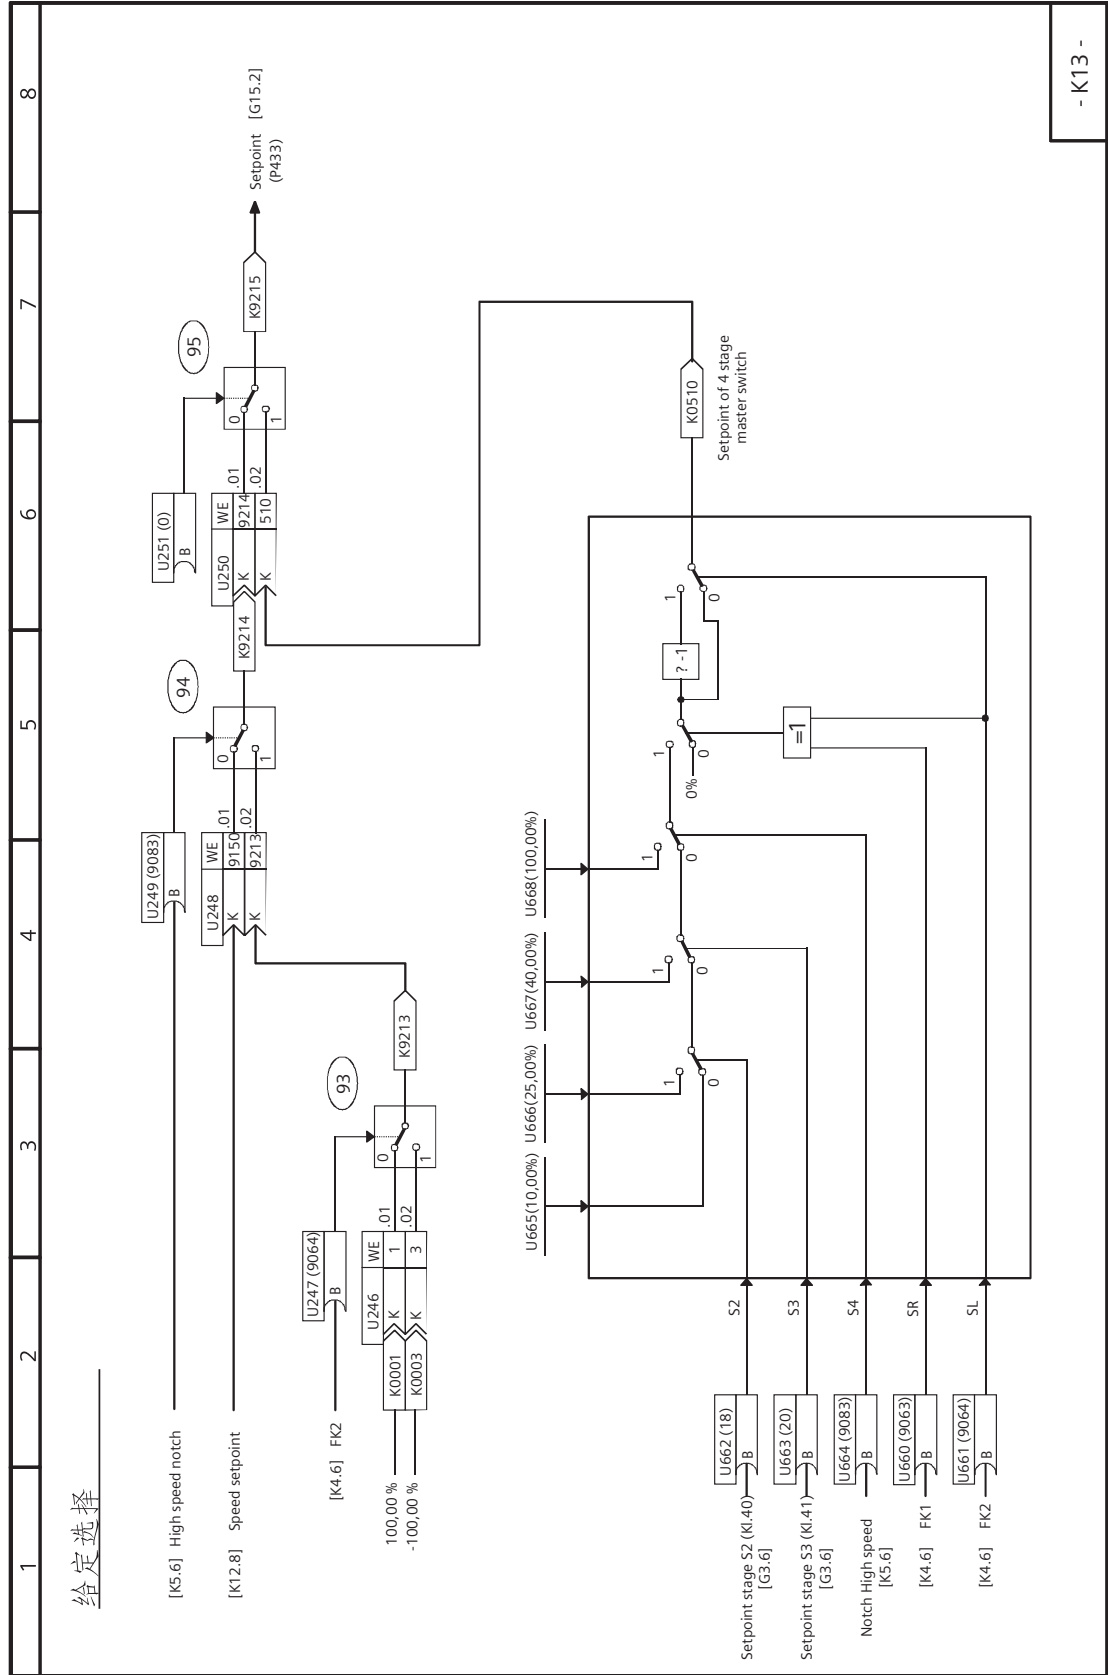 1
2
3
4
5
6
7
8
给定选择
[K5.6] High speed notch
U249 (9083)
B
94
[K12.8] Speed setpoint
U248
WE
K
9150
.01
K
9213
.02
0
1
K9214
U251 (0)
B
95
U250
WE
K
9214
.01
K
510
.02
0
1
K9215
Setpoint [G15.2]
(P433)
[K4.6] FK2
U247 (9064)
B
93
U246
WE
100,00 %
K0001
K
1
.01
-100,00 %
K0003
K
3
.02
0
1
K9213
U665(10,00%)
U666(25,00%)
U667(40,00%)
U668(100,00%)
1
0
1
0
1
0
1
0
0%
? -1
1
0
=1
K0510
Setpoint of 4 stage
master switch
Setpoint stage S2 (Kl.40)
[G3.6]
U662 (18)
B
S2
Setpoint stage S3 (Kl.41)
[G3.6]
U663 (20)
B
S3
Notch High speed
[K5.6]
U664 (9083)
B
S4
[K4.6] FK1
U660 (9063)
B
SR
[K4.6] FK2
U661 (9064)
B
SL
- K13 -